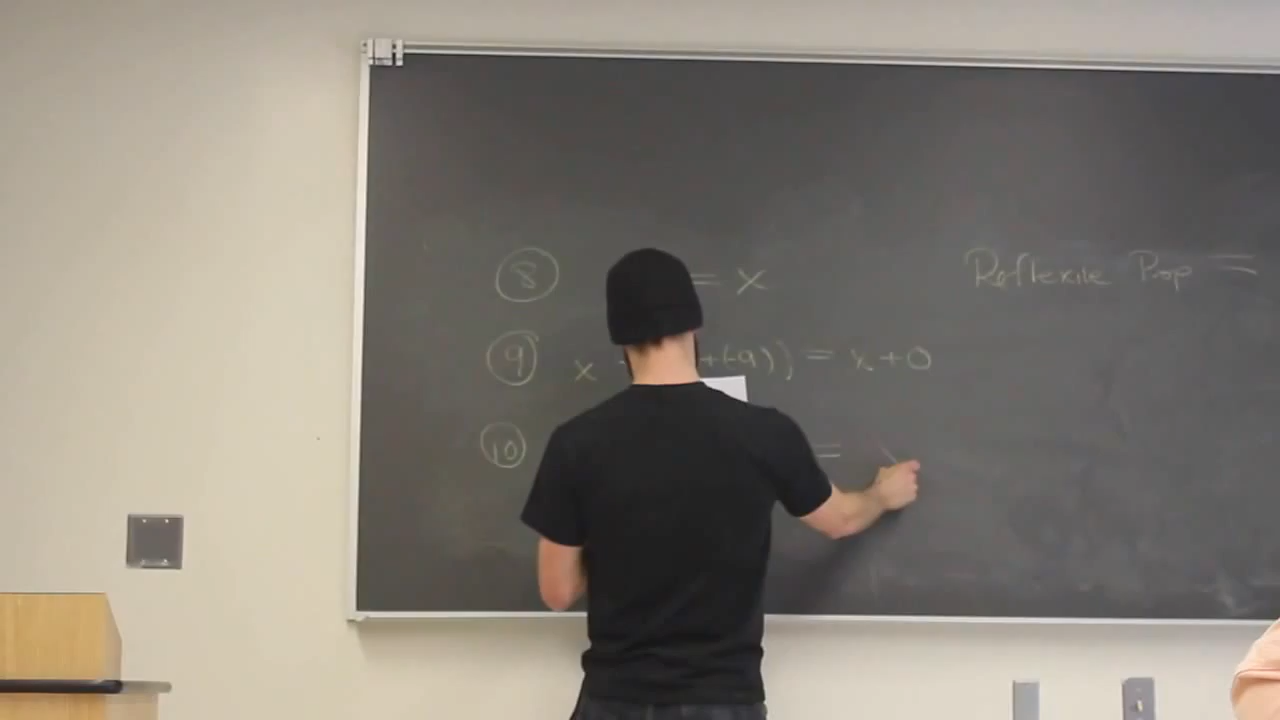 ⑧ = x Reflexive Prop =
⑨ x +(-a)) = x+0
⑩ =